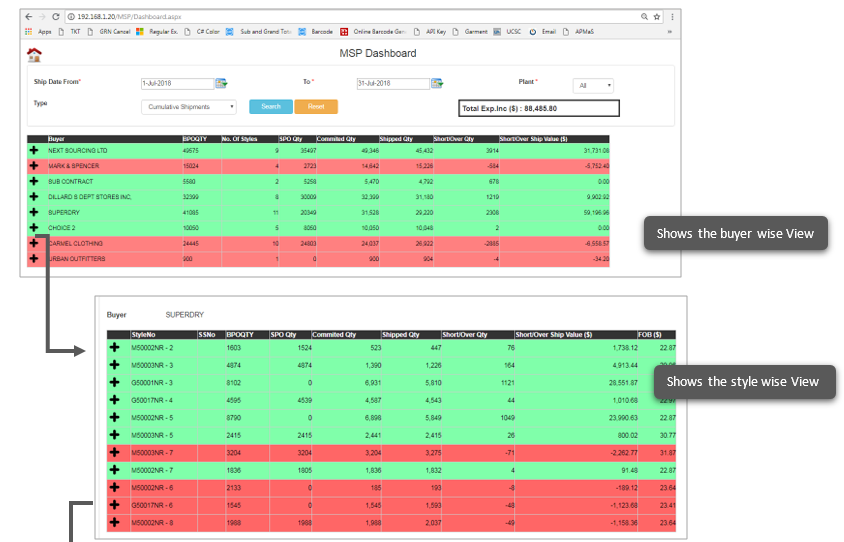 192.168.1.20/MSP/Dashboard.aspx
Apps TKT GRN Cancel Regular Ex. C# Color Sub and Grand Tot Barcode Online Barcode Gen API Key Garment UCSC Email APMaS »
MSP Dashboard
Ship Date From* 1-Jul-2018 To * 31-Jul-2018 Plant * All
Type Cumulative Shipments Search Reset Total Exp.Inc ($) : 88,485.80
Buyer BPOQTY No. Of Styles SPO Qty Commited Qty Shipped Qty Short/Over Qty Short/Over Ship Value ($)
NEXT SOURCING LTD 49575 9 35497 49,346 45,432 3914 31,731.08
MARK & SPENCER 15024 4 2723 14,642 15,226 -584 -5,752.40
SUB CONTRACT 5560 2 5258 5,470 4,792 678 0.00
DILLARD S DEPT STORES INC. 32399 8 30009 32,399 31,180 1219 9,902.92
SUPERDRY 41085 11 20349 31,528 29,220 2308 59,196.96
CHOICE 2 10050 5 8050 10,050 10,048 2 0.00
CARMEL CLOTHING 24445 10 24803 24,037 26,922 -2885 -6,558.57
URBAN OUTFITTERS 900 1 0 900 904 -4 -34.20
Shows the buyer wise View
Buyer SUPERDRY
StyleNo SSNo BPOQTY SPO Qty Commited Qty Shipped Qty Short/Over Qty Short/Over Ship Value ($) FOB ($)
M50002NR - 2 1603 1524 523 447 76 1,738.12 22.87
M50003NR - 3 4874 4874 1,390 1,226 164 4,913.44
G50001NR - 3 8102 0 6,931 5,810 1121 28,551.87
Shows the style wise View
G50017NR - 4 4595 4539 4,587 4,543 44 1,010.68 22.97
M50002NR - 5 8790 0 6,898 5,849 1049 23,990.63 22.87
M50003NR - 5 2415 2415 2,441 2,415 26 800.02 30.77
M50003NR - 7 3204 3204 3,204 3,275 -71 -2,262.77 31.87
M50002NR - 7 1836 1805 1,836 1,832 4 91.48 22.87
M50002NR - 6 2133 0 185 193 -8 -189.12 23.64
G50017NR - 6 1545 0 1,545 1,593 -48 -1,123.68 23.41
M50002NR - 8 1988 1988 1,988 2,037 -49 -1,158.36 23.64